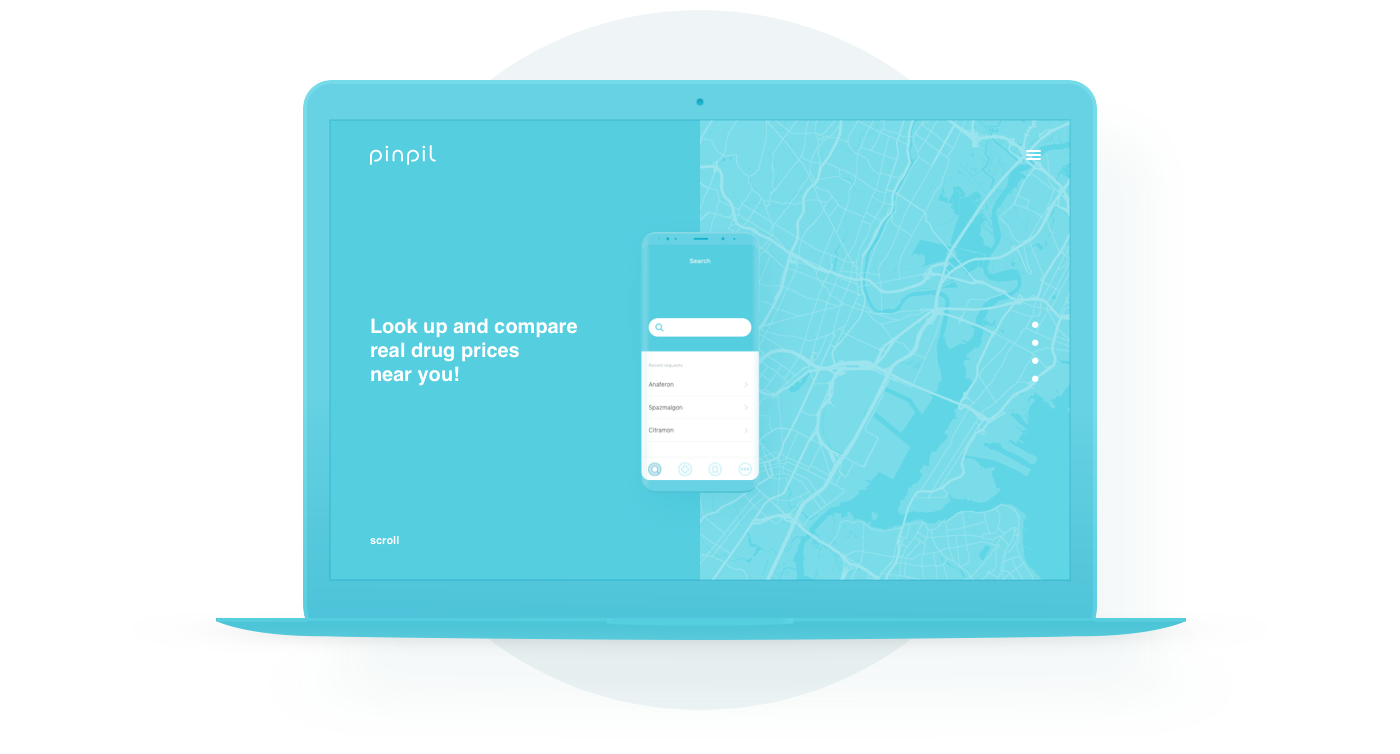 pinpil
Search
Look up and compare
real drug prices
near you!
Recent requests
Anaferon
Spazmalgon
Citramon
scroll